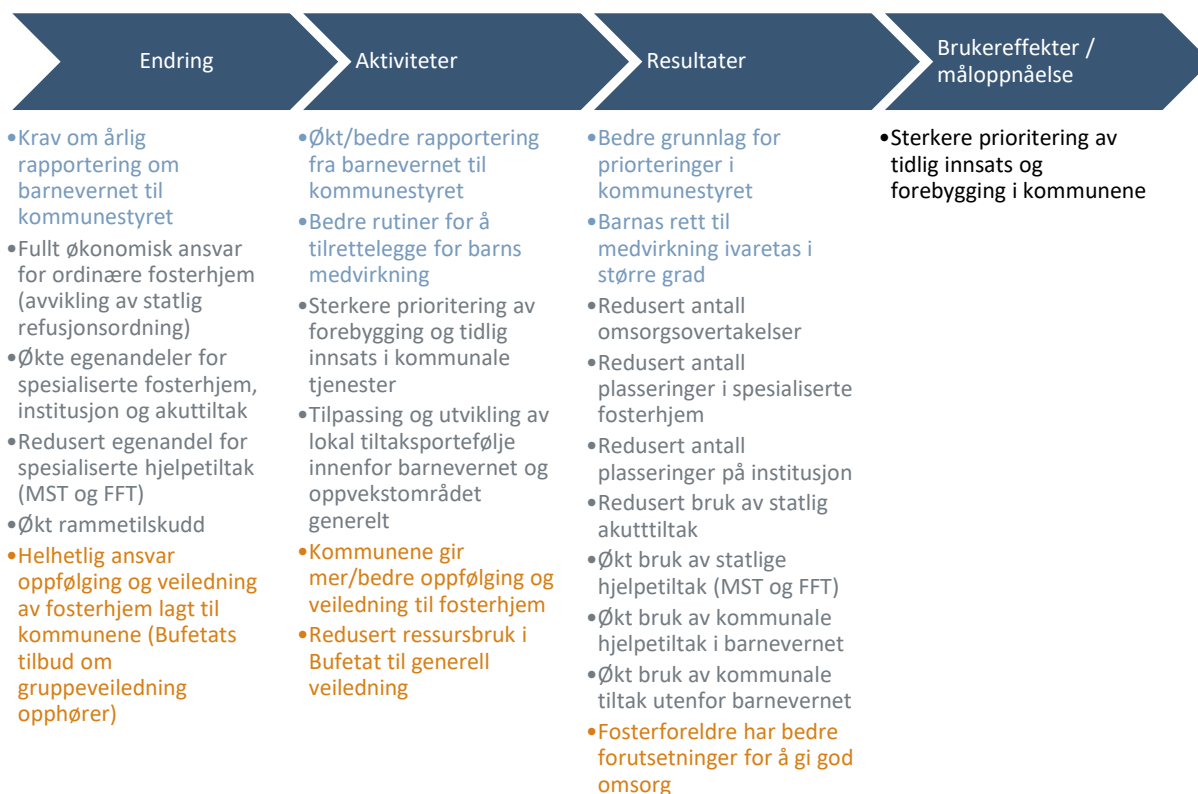 Endring
Aktiviteter
Resultater
Brukereffekter /
måloppnåelse
•Krav om årlig
rapportering om
barnevernet til
kommunestyret
•Fullt økonomisk ansvar
for ordinære fosterhjem
(avvikling av statlig
refusjonsordning)
•Økte egenandeler for
spesialiserte fosterhjem,
institusjon og akuttiltak
•Redusert egenandel for
spesialiserte hjelpetiltak
(MST og FFT)
•Økt rammetilskudd
•Helhetlig ansvar
oppfølging og veiledning
av fosterhjem lagt til
kommunene (Bufetats
tilbud om
gruppeveiledning
opphører)
•Økt/bedre rapportering
fra barnevernet til
kommunestyret
•Bedre rutiner for å
tilrettelegge for barns
medvirkning
•Sterkere prioritering av
forebygging og tidlig
innsats i kommunale
tjenester
•Tilpassing og utvikling av
lokal tiltaksportefølje
innenfor barnevernet og
oppvekstområdet
generelt
•Kommunene gir
mer/bedre oppfølging og
veiledning til fosterhjem
•Redusert ressursbruk i
Bufetat til generell
veiledning
•Bedre grunnlag for
priorteringer i
kommunestyret
•Barnas rett til
medvirkning ivaretas i
større grad
•Redusert antall
omsorgsovertakelser
•Redusert antall
plasseringer i spesialiserte
fosterhjem
•Redusert antall
plasseringer på institusjon
•Redusert bruk av statlig
akutttiltak
•Økt bruk av statlige
hjelpetiltak (MST og FFT)
•Økt bruk av kommunale
hjelpetiltak i barnevernet
•Økt bruk av kommunale
tiltak utenfor barnevernet
•Fosterforeldre har bedre
forutsetninger for å gi god
omsorg
•Sterkere prioritering av
tidlig innsats og
forebygging i kommunene